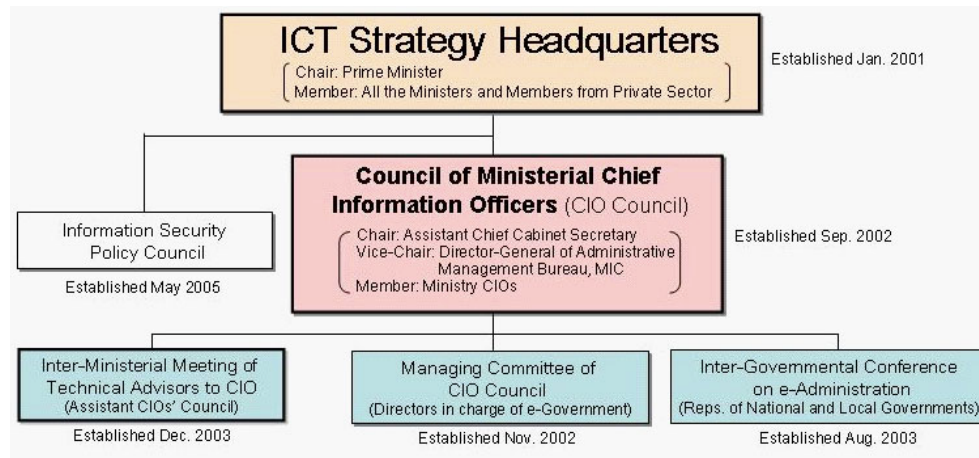 ICT Strategy Headquarters
Chair: Prime Minister
Member: All the Ministers and Members from Private Sector
Established Jan. 2001
Council of Ministerial Chief
Information Officers (CIO Council)
Chair: Assistant Chief Cabinet Secretary
Vice-Chair: Director-General of Administrative
Management Bureau, MIC
Member: Ministry CIOs
Established Sep. 2002
Information Security
Policy Council
Established May 2005
Inter-Ministerial Meeting of
Technical Advisors to CIO
(Assistant CIOs' Council)
Established Dec. 2003
Managing Committee of
CIO Council
(Directors in charge of e-Government)
Established Nov. 2002
Inter-Governmental Conference
on e-Administration
(Reps. of National and Local Governments)
Established Aug. 2003